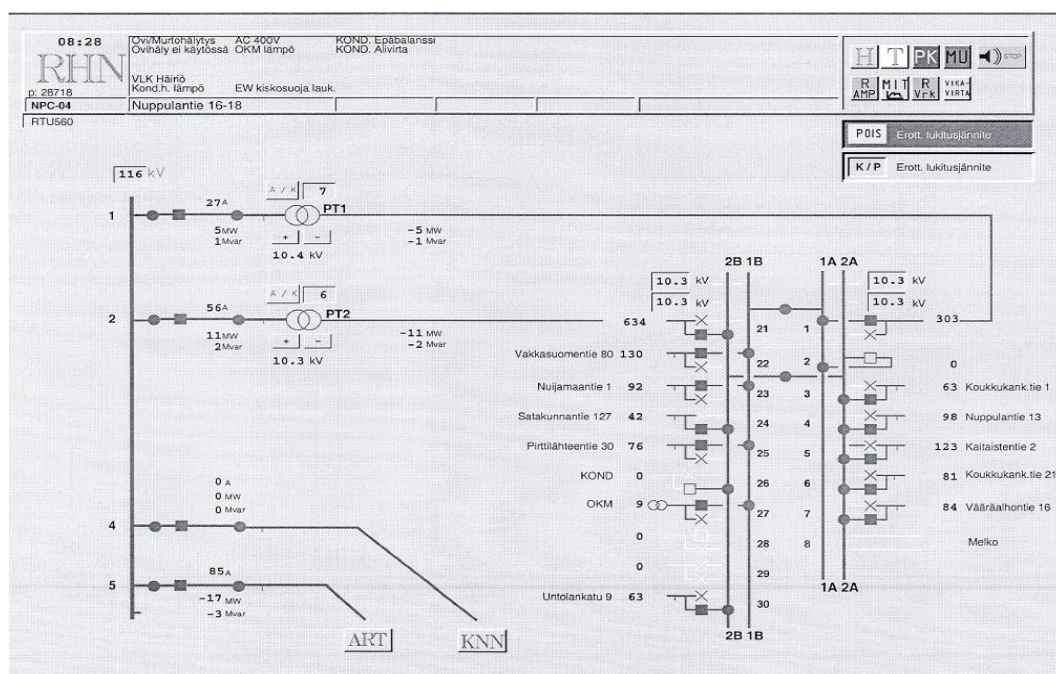 08:28
RHN
p: 28718
Ovi/Murtohälytys AC 400V KOND. Epäbalanssi
Ovihäly ei käytössä OKM lämpö KOND. Alivirta
VLK Häiriö
Kond.h. lämpö EW kiskosuoja lauk.
H T PK MU STOP
R AMP MIT R Vrk VIKA-VIRTA
NPC-04 Nuppulantie 16-18
RTU560
POIS Erott. lukitusjännite
K/P Erott. lukitusjännite
116 kV
A / K 7
27A
1 PT1
5MW -5 MW
1Mvar + - -1 Mvar
10.4 kV
2B 1B 1A 2A
10.3 kV 10.3 kV
A / K 6
10.3 kV 10.3 kV
56A
2 PT2
634 21 1 303
11MW -11 MW
2Mvar + - -2 Mvar
10.3 kV
Vakkasuomentie 80 130 22 2 0
Nuijamaantie 1 92 23 3 63 Koukkukank.tie 1
Satakunnantie 127 42 24 4 98 Nuppulantie 13
Pirttilähteentie 30 76 25 5 123 Kaitaistentie 2
KOND 0 26 6 81 Koukkukank.tie 21
0 A
0 MW
0 Mvar
OKM 9 27 7 84 Vääräalhontie 16
4
0 28 8 Melko
0 29
85A
5
-17 MW
-3 Mvar
1A 2A
Untolankatu 9 63 30
2B 1B
ART KNN